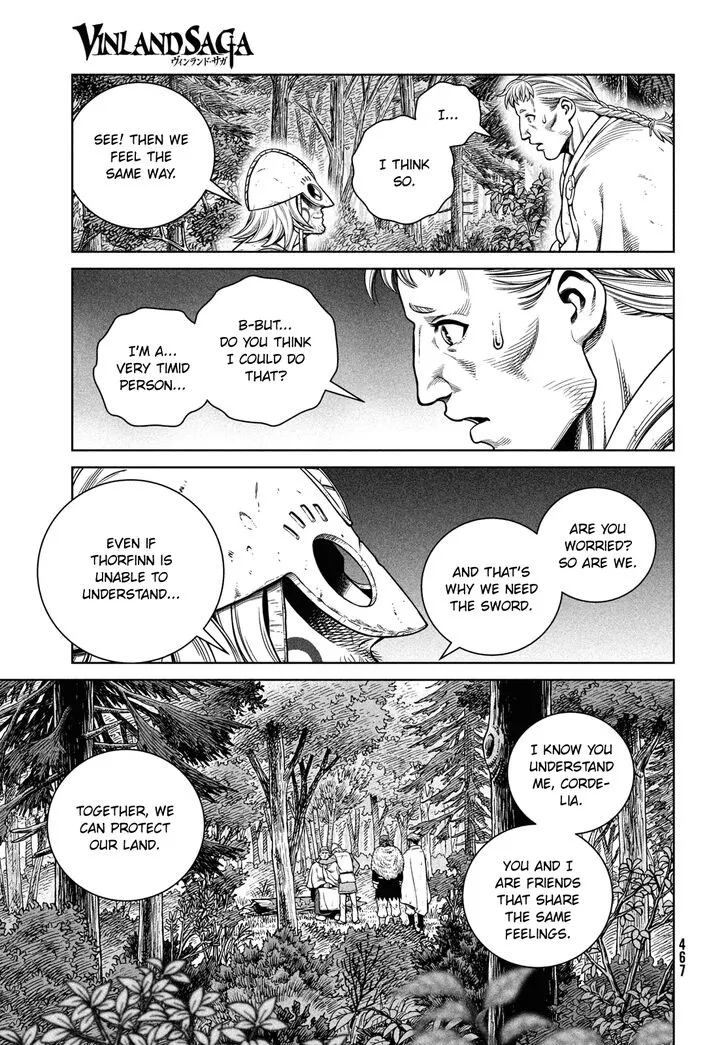 VINLAND SAGA
ヴィンランド・サガ
I...
I THINK
SO.
SEE! THEN WE
FEEL THE
SAME WAY.
B-BUT...
DO YOU THINK
I COULD DO
THAT?
I'M A...
VERY TIMID
PERSON...
ARE YOU
WORRIED?
SO ARE WE.
AND THAT'S
WHY WE NEED
THE SWORD.
EVEN IF
THORFINN IS
UNABLE TO
UNDERSTAND...
I KNOW YOU
UNDERSTAND
ME, CORDE-
LIA.
YOU AND I
ARE FRIENDS
THAT SHARE
THE SAME
FEELINGS.
TOGETHER, WE
CAN PROTECT
OUR LAND.
467